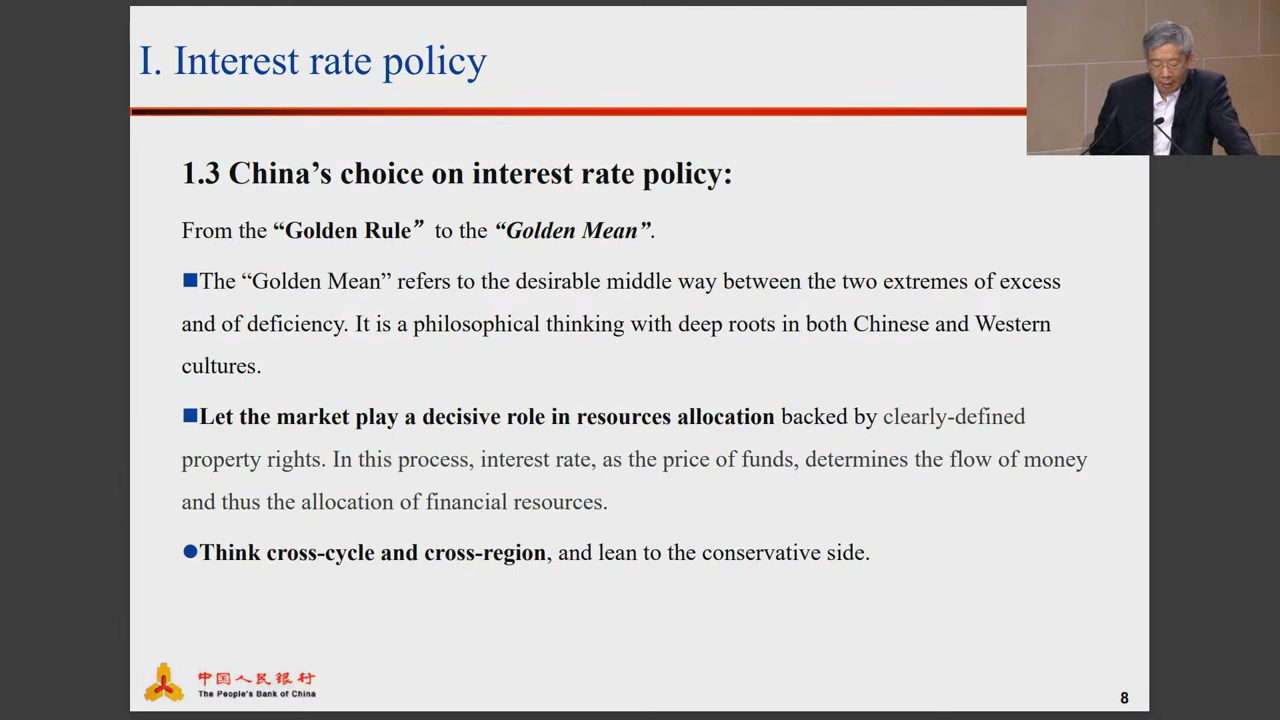 I. Interest rate policy
1.3 China’s choice on interest rate policy:
From the “Golden Rule” to the “Golden Mean”.
■The “Golden Mean” refers to the desirable middle way between the two extremes of excess
and of deficiency. It is a philosophical thinking with deep roots in both Chinese and Western
cultures.
■Let the market play a decisive role in resources allocation backed by clearly-defined
property rights. In this process, interest rate, as the price of funds, determines the flow of money
and thus the allocation of financial resources.
●Think cross-cycle and cross-region, and lean to the conservative side.
中国人民银行
The People's Bank of China
8